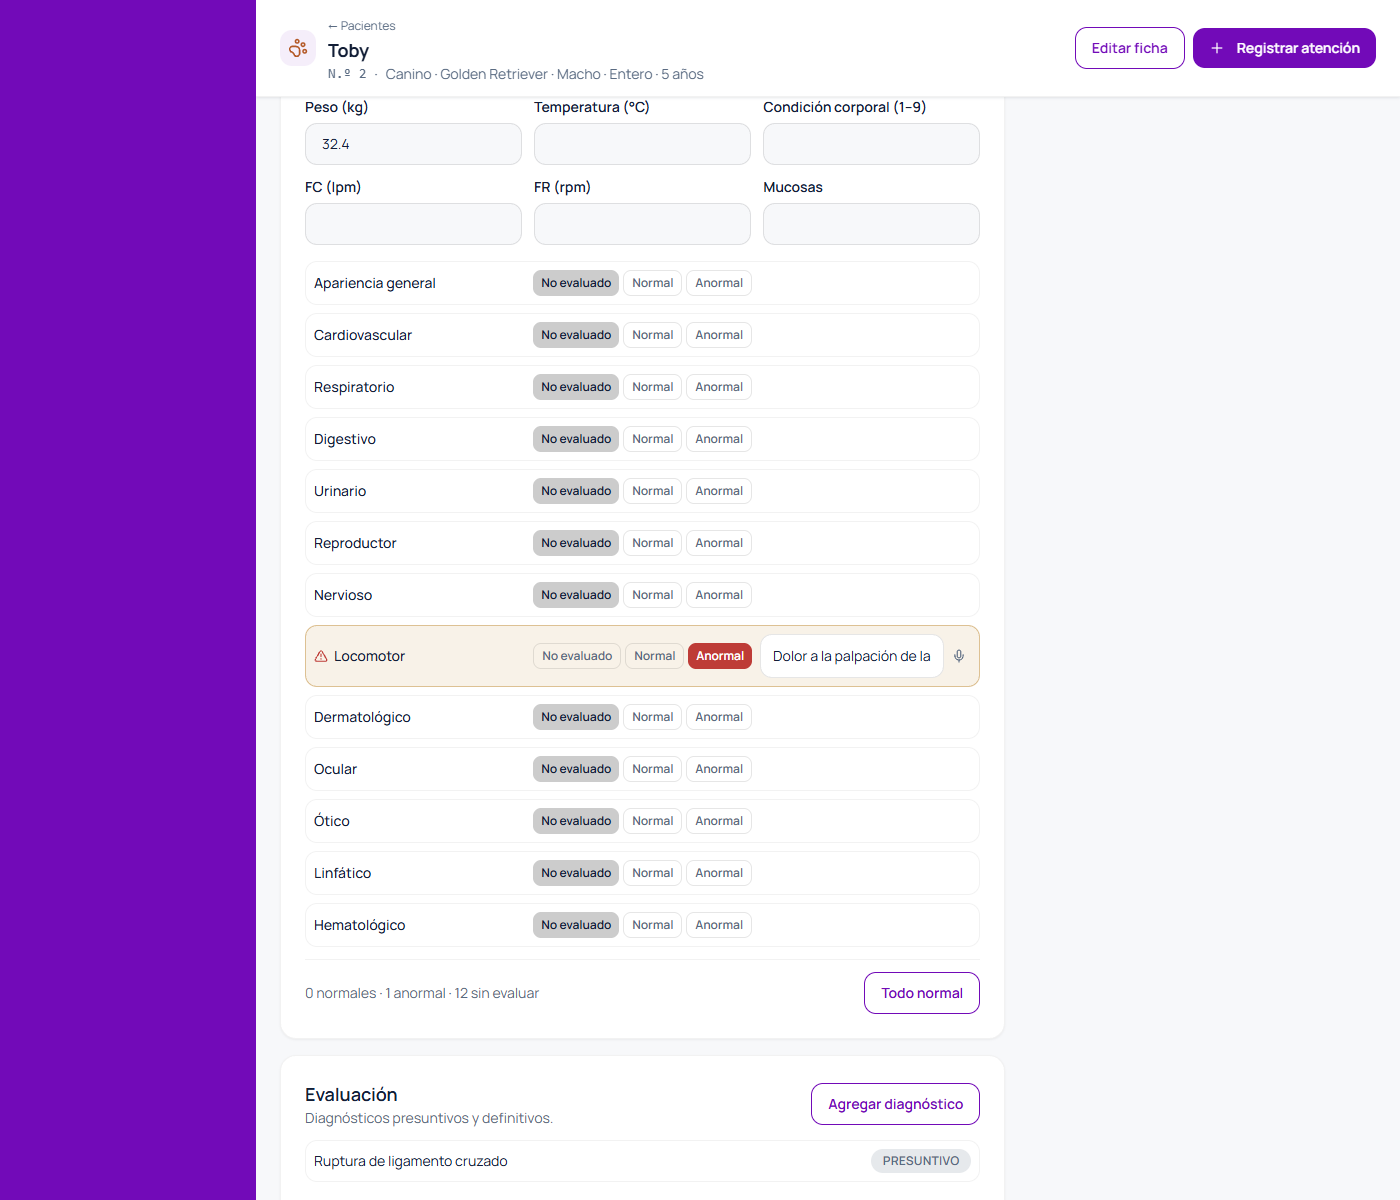 ← Pacientes
Toby
N.º 2 · Canino · Golden Retriever · Macho · Entero · 5 años
Editar ficha
+ Registrar atención
Peso (kg)
Temperatura (°C)
Condición corporal (1–9)
32.4
FC (lpm)
FR (rpm)
Mucosas
Apariencia general No evaluado Normal Anormal
Cardiovascular No evaluado Normal Anormal
Respiratorio No evaluado Normal Anormal
Digestivo No evaluado Normal Anormal
Urinario No evaluado Normal Anormal
Reproductor No evaluado Normal Anormal
Nervioso No evaluado Normal Anormal
Locomotor No evaluado Normal Anormal Dolor a la palpación de la
Dermatológico No evaluado Normal Anormal
Ocular No evaluado Normal Anormal
Ótico No evaluado Normal Anormal
Linfático No evaluado Normal Anormal
Hematológico No evaluado Normal Anormal
0 normales · 1 anormal · 12 sin evaluar
Todo normal
Evaluación
Diagnósticos presuntivos y definitivos.
Agregar diagnóstico
Ruptura de ligamento cruzado
PRESUNTIVO